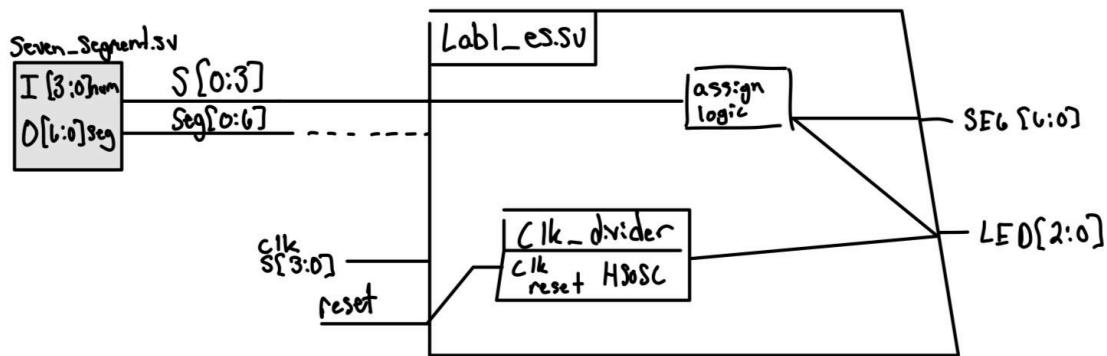 Seven_Segment.sv
I [3:0]num
O[6:0]seg
S[0:3]
Seg[0:6]
Lab1_es.sv
assign
logic
SEG [6:0]
LED[2:0]
clk
S[3:0]
reset
Clk_divider
clk
reset HSOSC